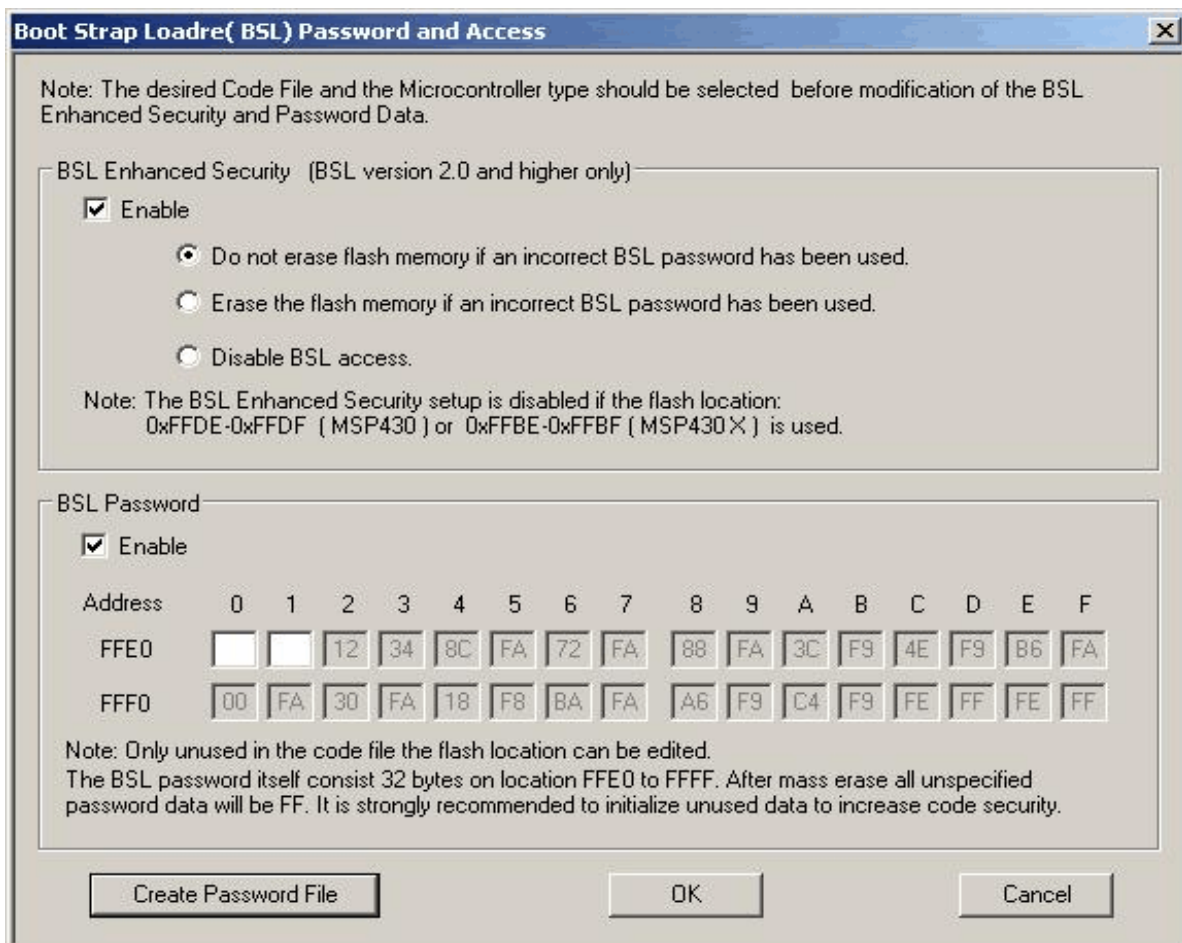 Boot Strap Loadre( BSL) Password and Access
Note: The desired Code File and the Microcontroller type should be selected before modification of the BSL
Enhanced Security and Password Data.
BSL Enhanced Security (BSL version 2.0 and higher only)
Enable
Do not erase flash memory if an incorrect BSL password has been used.
Erase the flash memory if an incorrect BSL password has been used.
Disable BSL access.
Note: The BSL Enhanced Security setup is disabled if the flash location:
0xFFDE-0xFFDF ( MSP430 ) or 0xFFBE-0xFFBF ( MSP430X ) is used.
BSL Password
Enable
Address 0 1 2 3 4 5 6 7 8 9 A B C D E F
FFE0 12 34 8C FA 72 FA 88 FA 3C F9 4E F9 B6 FA
FFF0 00 FA 30 FA 18 F8 BA FA A6 F9 C4 F9 FE FF FE FF
Note: Only unused in the code file the flash location can be edited.
The BSL password itself consist 32 bytes on location FFE0 to FFFF. After mass erase all unspecified
password data will be FF. It is strongly recommended to initialize unused data to increase code security.
Create Password File OK Cancel